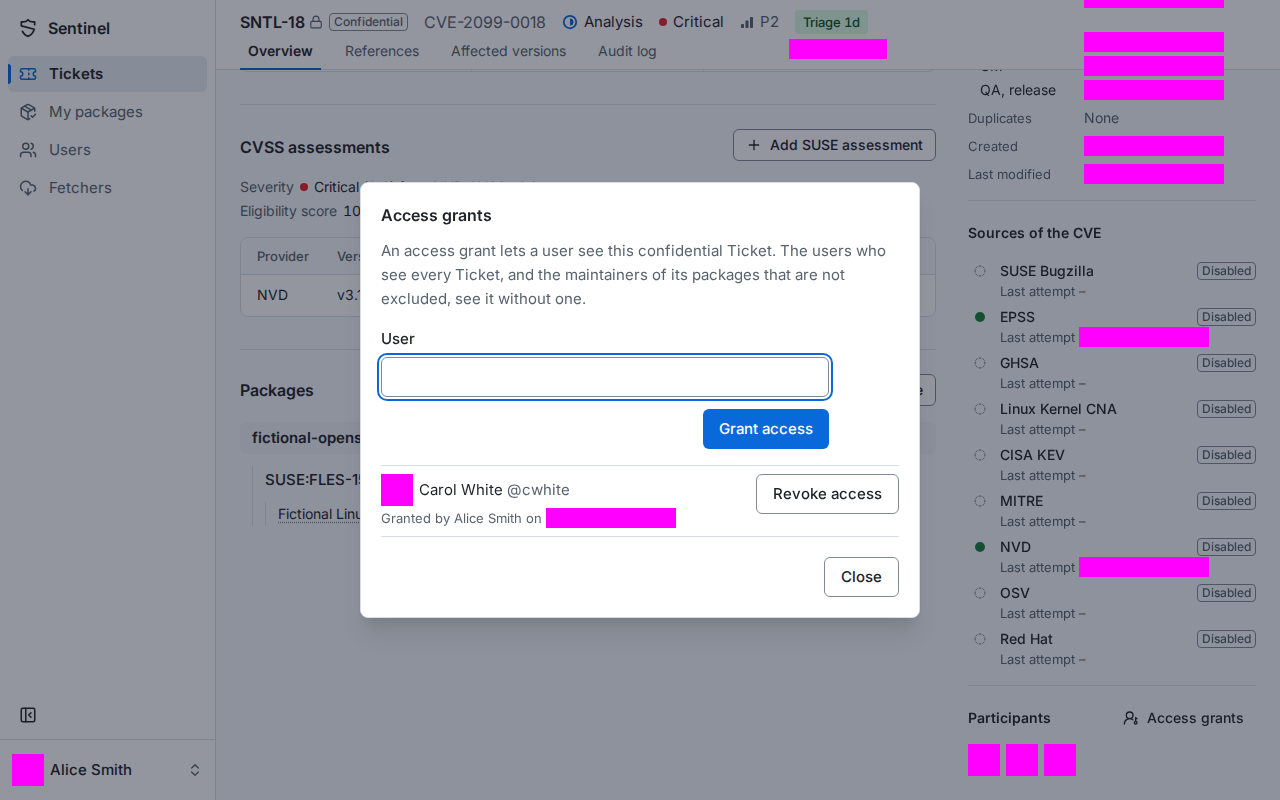 Sentinel
Tickets
My packages
Users
Fetchers
Alice Smith
SNTL-18 Confidential CVE-2099-0018 Analysis Critical P2 Triage 1d
Overview References Affected versions Audit log
CVSS assessments
Add SUSE assessment
Severity Critical
Eligibility score 10
Provider
NVD v3.
Packages
fictional-opens
SUSE:FLES-15
Fictional Linu
Access grants
An access grant lets a user see this confidential Ticket. The users who
see every Ticket, and the maintainers of its packages that are not
excluded, see it without one.
User
Grant access
Carol White @cwhite
Granted by Alice Smith on
Revoke access
Close
QA, release
Duplicates None
Created
Last modified
Sources of the CVE
SUSE Bugzilla Disabled
Last attempt –
EPSS Disabled
Last attempt
GHSA Disabled
Last attempt –
Linux Kernel CNA Disabled
Last attempt –
CISA KEV Disabled
Last attempt –
MITRE Disabled
Last attempt –
NVD Disabled
Last attempt
OSV Disabled
Last attempt –
Red Hat Disabled
Last attempt –
Participants Access grants